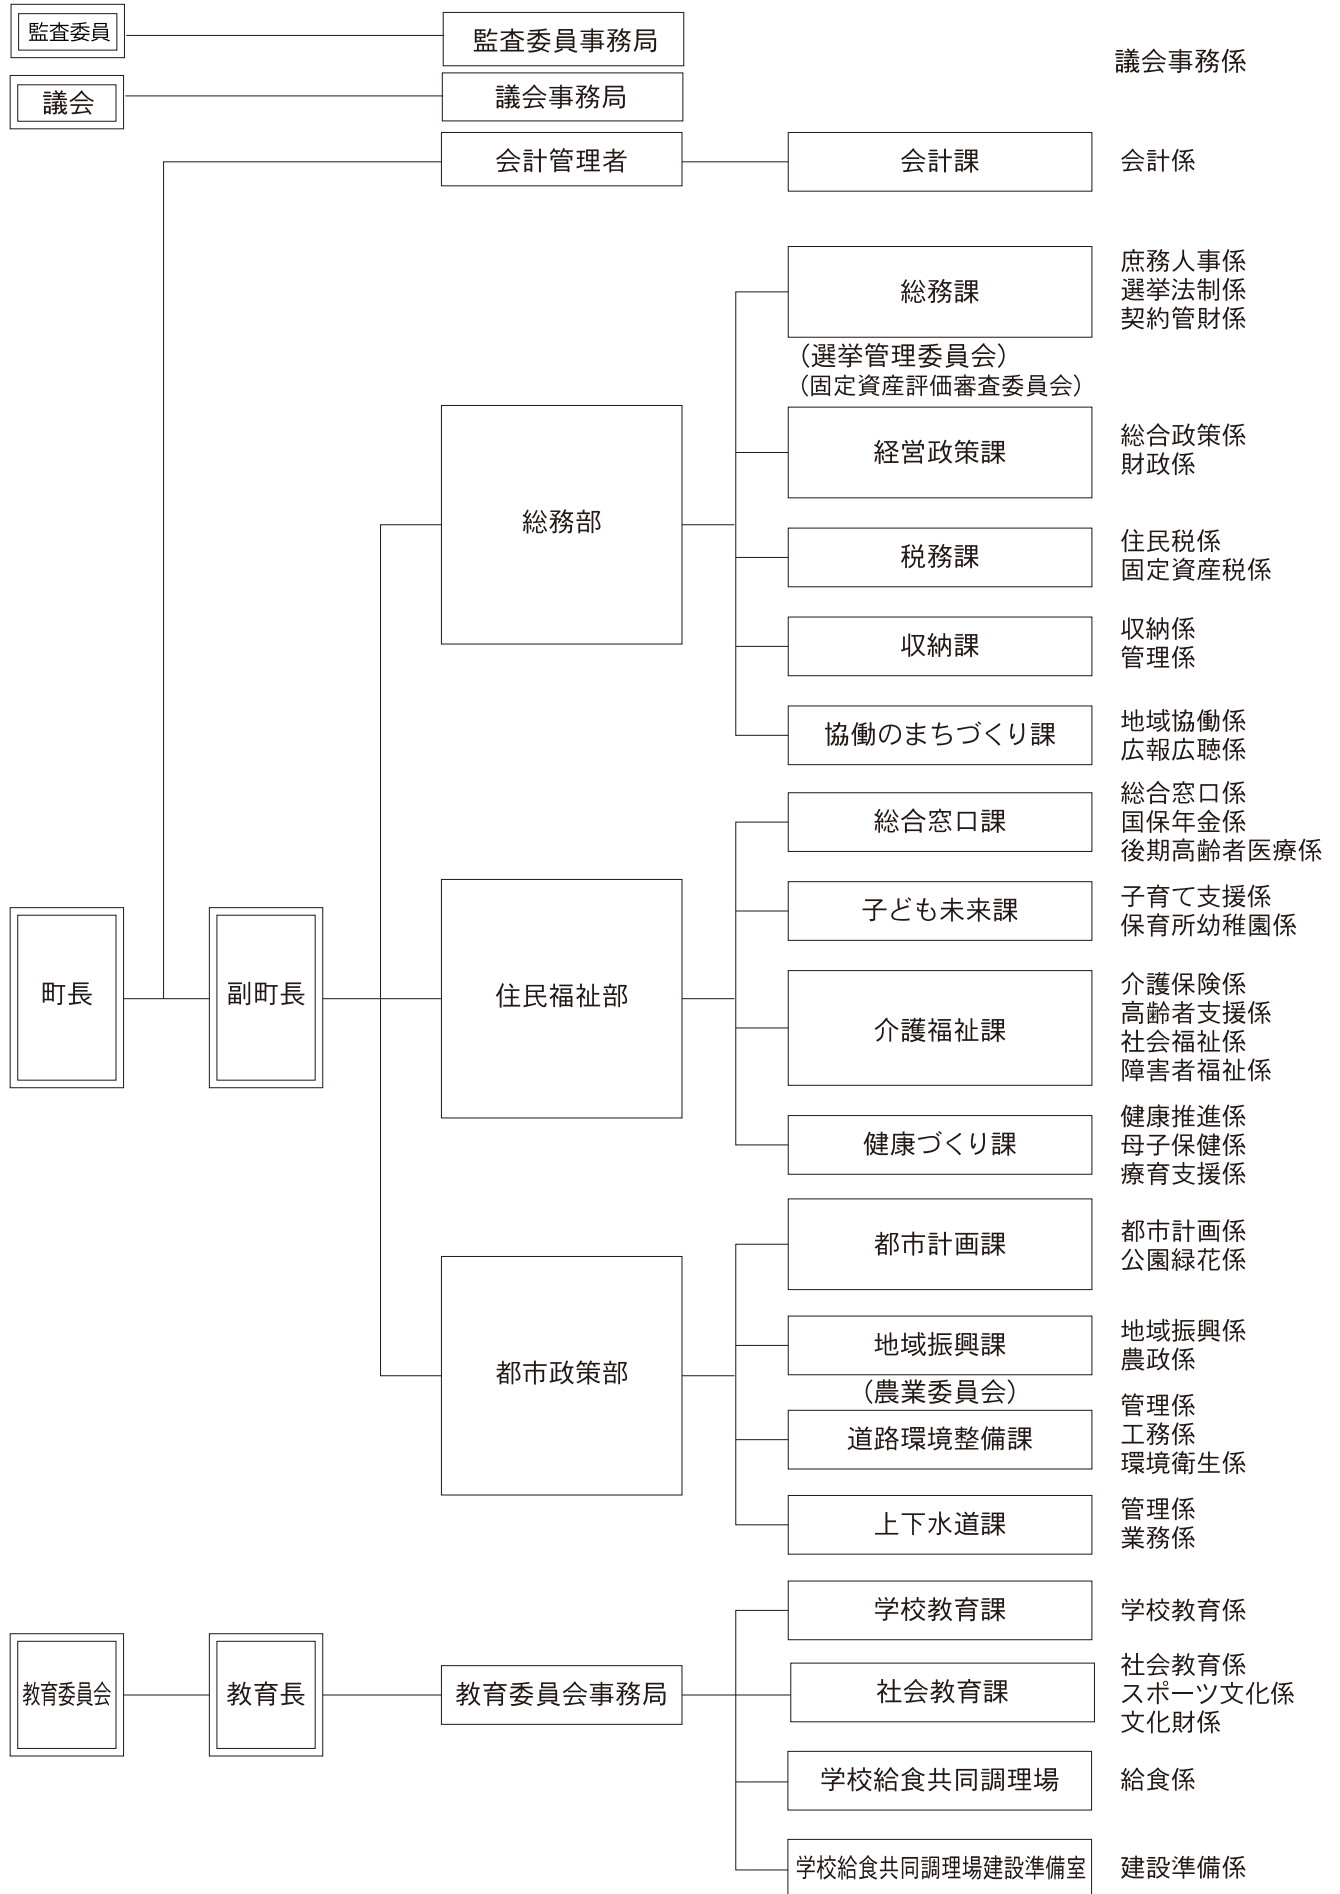 監査委員
監査委員事務局
議会事務係
議会
議会事務局
会計管理者
会計課
会計係
総務課
庶務人事係
選挙法制係
契約管財係
（選挙管理委員会）
（固定資産評価審査委員会）
総務部
経営政策課
総合政策係
財政係
税務課
住民税係
固定資産税係
収納課
収納係
管理係
協働のまちづくり課
地域協働係
広報広聴係
町長
副町長
住民福祉部
総合窓口課
総合窓口係
国保年金係
後期高齢者医療係
子ども未来課
子育て支援係
保育所幼稚園係
介護福祉課
介護保険係
高齢者支援係
社会福祉係
障害者福祉係
健康づくり課
健康推進係
母子保健係
療育支援係
都市政策部
都市計画課
都市計画係
公園緑花係
地域振興課
地域振興係
農政係
（農業委員会）
道路環境整備課
管理係
工務係
環境衛生係
上下水道課
管理係
業務係
教育委員会
教育長
教育委員会事務局
学校教育課
学校教育係
社会教育課
社会教育係
スポーツ文化係
文化財係
学校給食共同調理場
給食係
学校給食共同調理場建設準備室
建設準備係